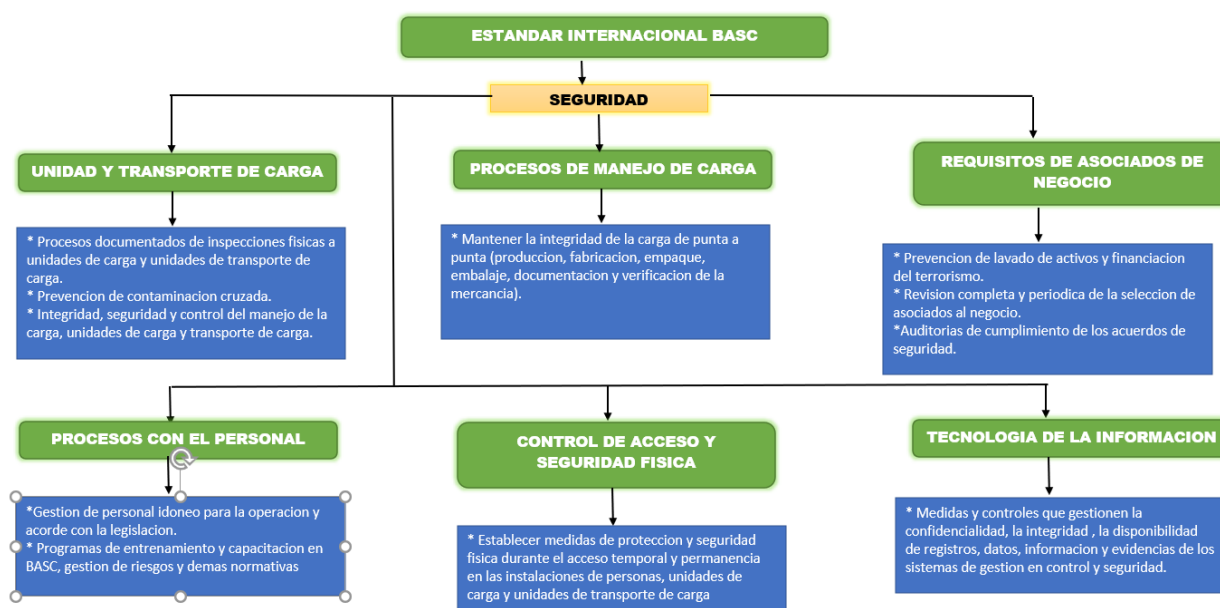 ESTANDAR INTERNACIONAL BASC
SEGURIDAD
UNIDAD Y TRANSPORTE DE CARGA
* Procesos documentados de inspecciones fisicas a
unidades de carga y unidades de transporte de
carga.
* Prevencion de contaminacion cruzada.
* Integridad, seguridad y control del manejo de la
carga, unidades de carga y transporte de carga.
PROCESOS DE MANEJO DE CARGA
* Mantener la integridad de la carga de punta a
punta (produccion, fabricacion, empaque,
embalaje, documentacion y verificacion de la
mercancia).
REQUISITOS DE ASOCIADOS DE
NEGOCIO
* Prevencion de lavado de activos y financiacion
del terrorismo.
* Revision completa y periodica de la seleccion de
asociados al negocio.
*Auditorias de cumplimiento de los acuerdos de
seguridad.
PROCESOS CON EL PERSONAL
*Gestion de personal idoneo para la operacion y
acorde con la legislacion.
* Programas de entrenamiento y capacitacion en
BASC, gestion de riesgos y demas normativas
CONTROL DE ACCESO Y
SEGURIDAD FISICA
* Establecer medidas de proteccion y seguridad
fisica durante el acceso temporal y permanencia
en las instalaciones de personas, unidades de
carga y unidades de transporte de carga
TECNOLOGIA DE LA INFORMACION
* Medidas y controles que gestionen la
confidencialidad, la integridad , la disponibilidad
de registros, datos, informacion y evidencias de los
sistemas de gestion en control y seguridad.